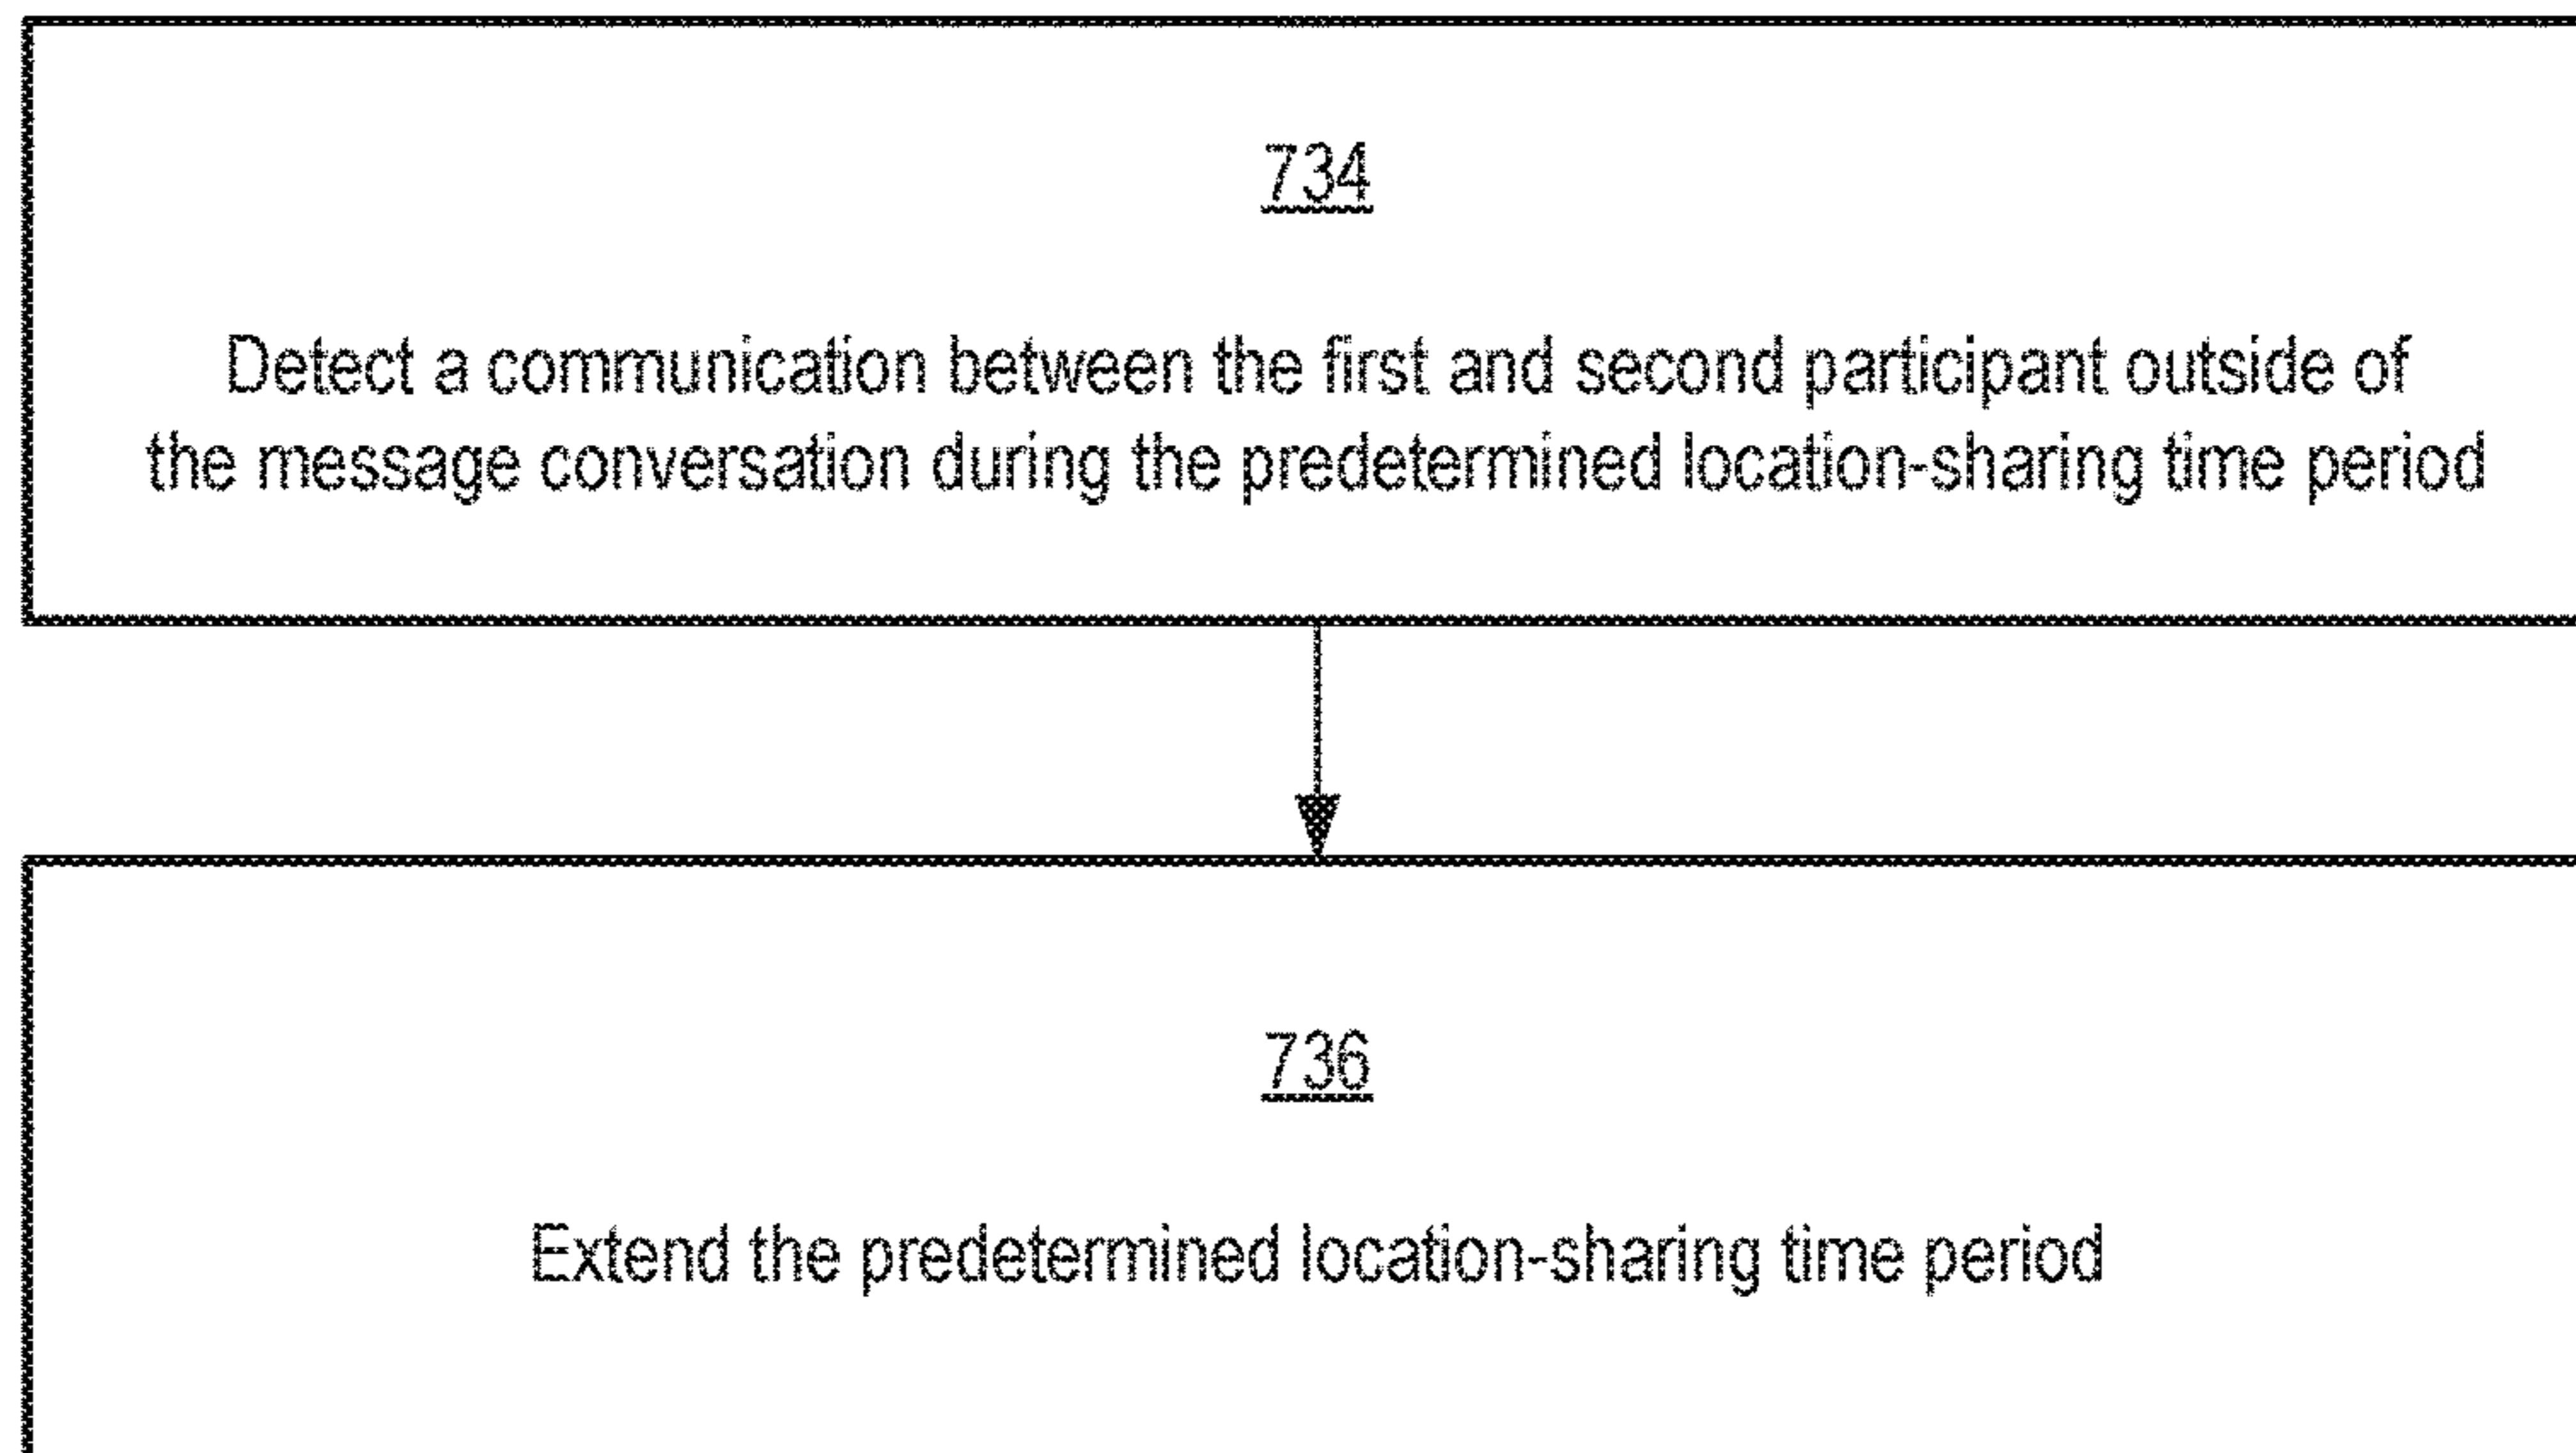 734
Detect a communication between the first and second participant outside of
the message conversation during the predetermined location-sharing time period
736
Extend the predetermined location-sharing time period